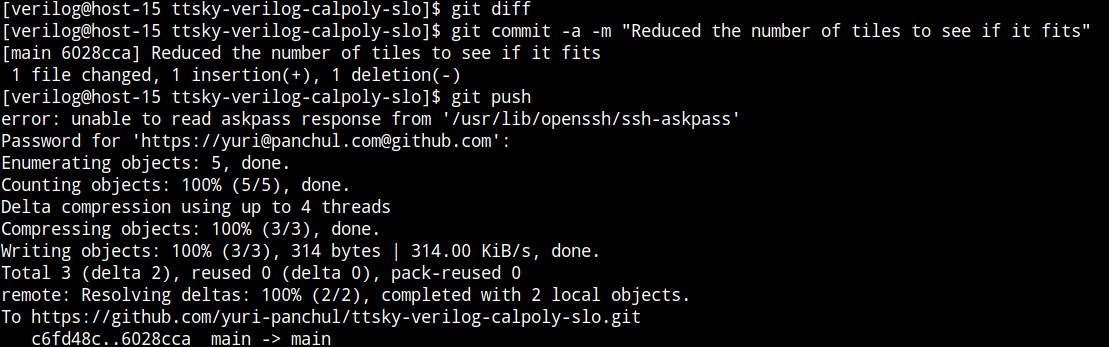 [verilog@host-15 ttsky-verilog-calpoly-slo]$ git diff
[verilog@host-15 ttsky-verilog-calpoly-slo]$ git commit -a -m "Reduced the number of tiles to see if it fits"
[main 6028cca] Reduced the number of tiles to see if it fits
 1 file changed, 1 insertion(+), 1 deletion(-)
[verilog@host-15 ttsky-verilog-calpoly-slo]$ git push
error: unable to read askpass response from '/usr/lib/openssh/ssh-askpass'
Password for 'https://yuri@panchul.com@github.com':
Enumerating objects: 5, done.
Counting objects: 100% (5/5), done.
Delta compression using up to 4 threads
Compressing objects: 100% (3/3), done.
Writing objects: 100% (3/3), 314 bytes | 314.00 KiB/s, done.
Total 3 (delta 2), reused 0 (delta 0), pack-reused 0
remote: Resolving deltas: 100% (2/2), completed with 2 local objects.
To https://github.com/yuri-panchul/ttsky-verilog-calpoly-slo.git
   c6fd48c..6028cca  main -> main